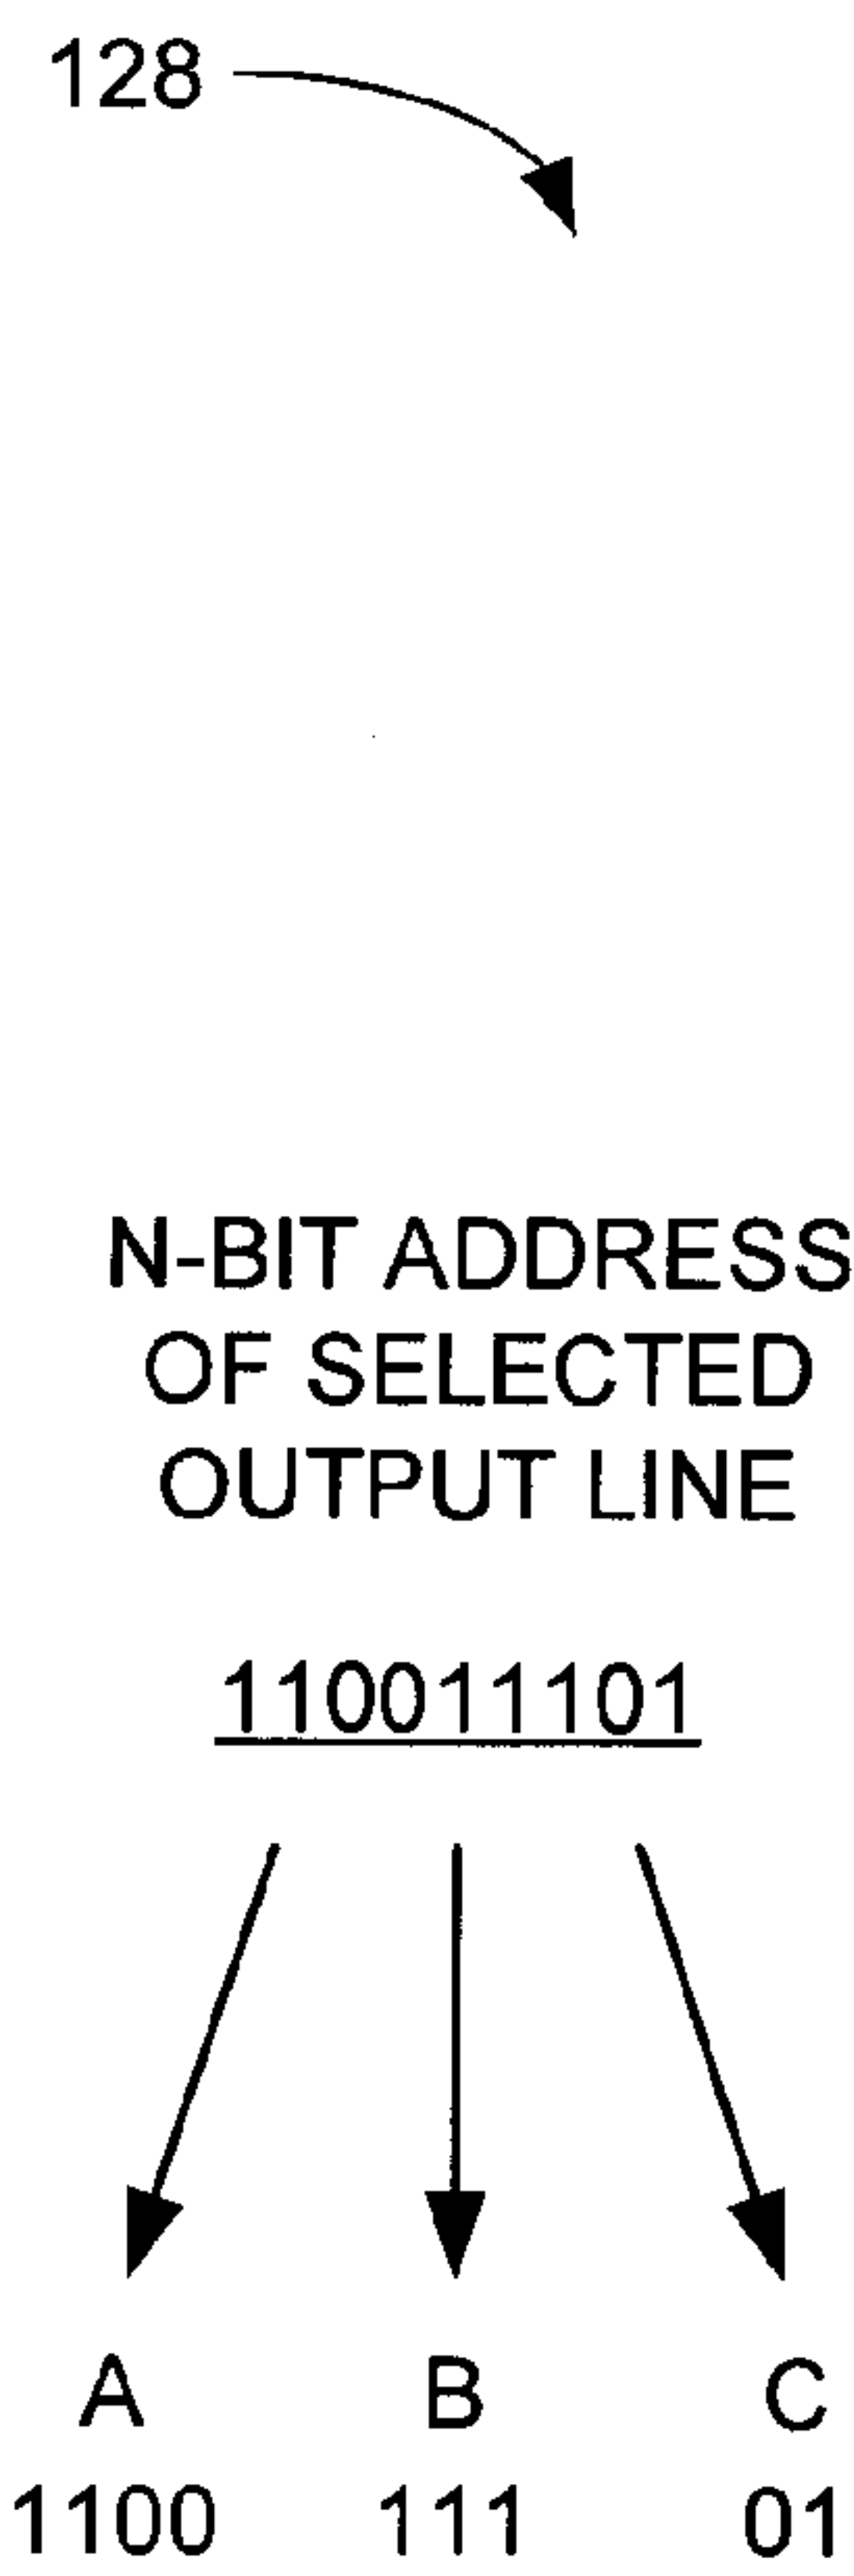 128
N-BIT ADDRESS
OF SELECTED
OUTPUT LINE
110011101
A B C
1100 111 01